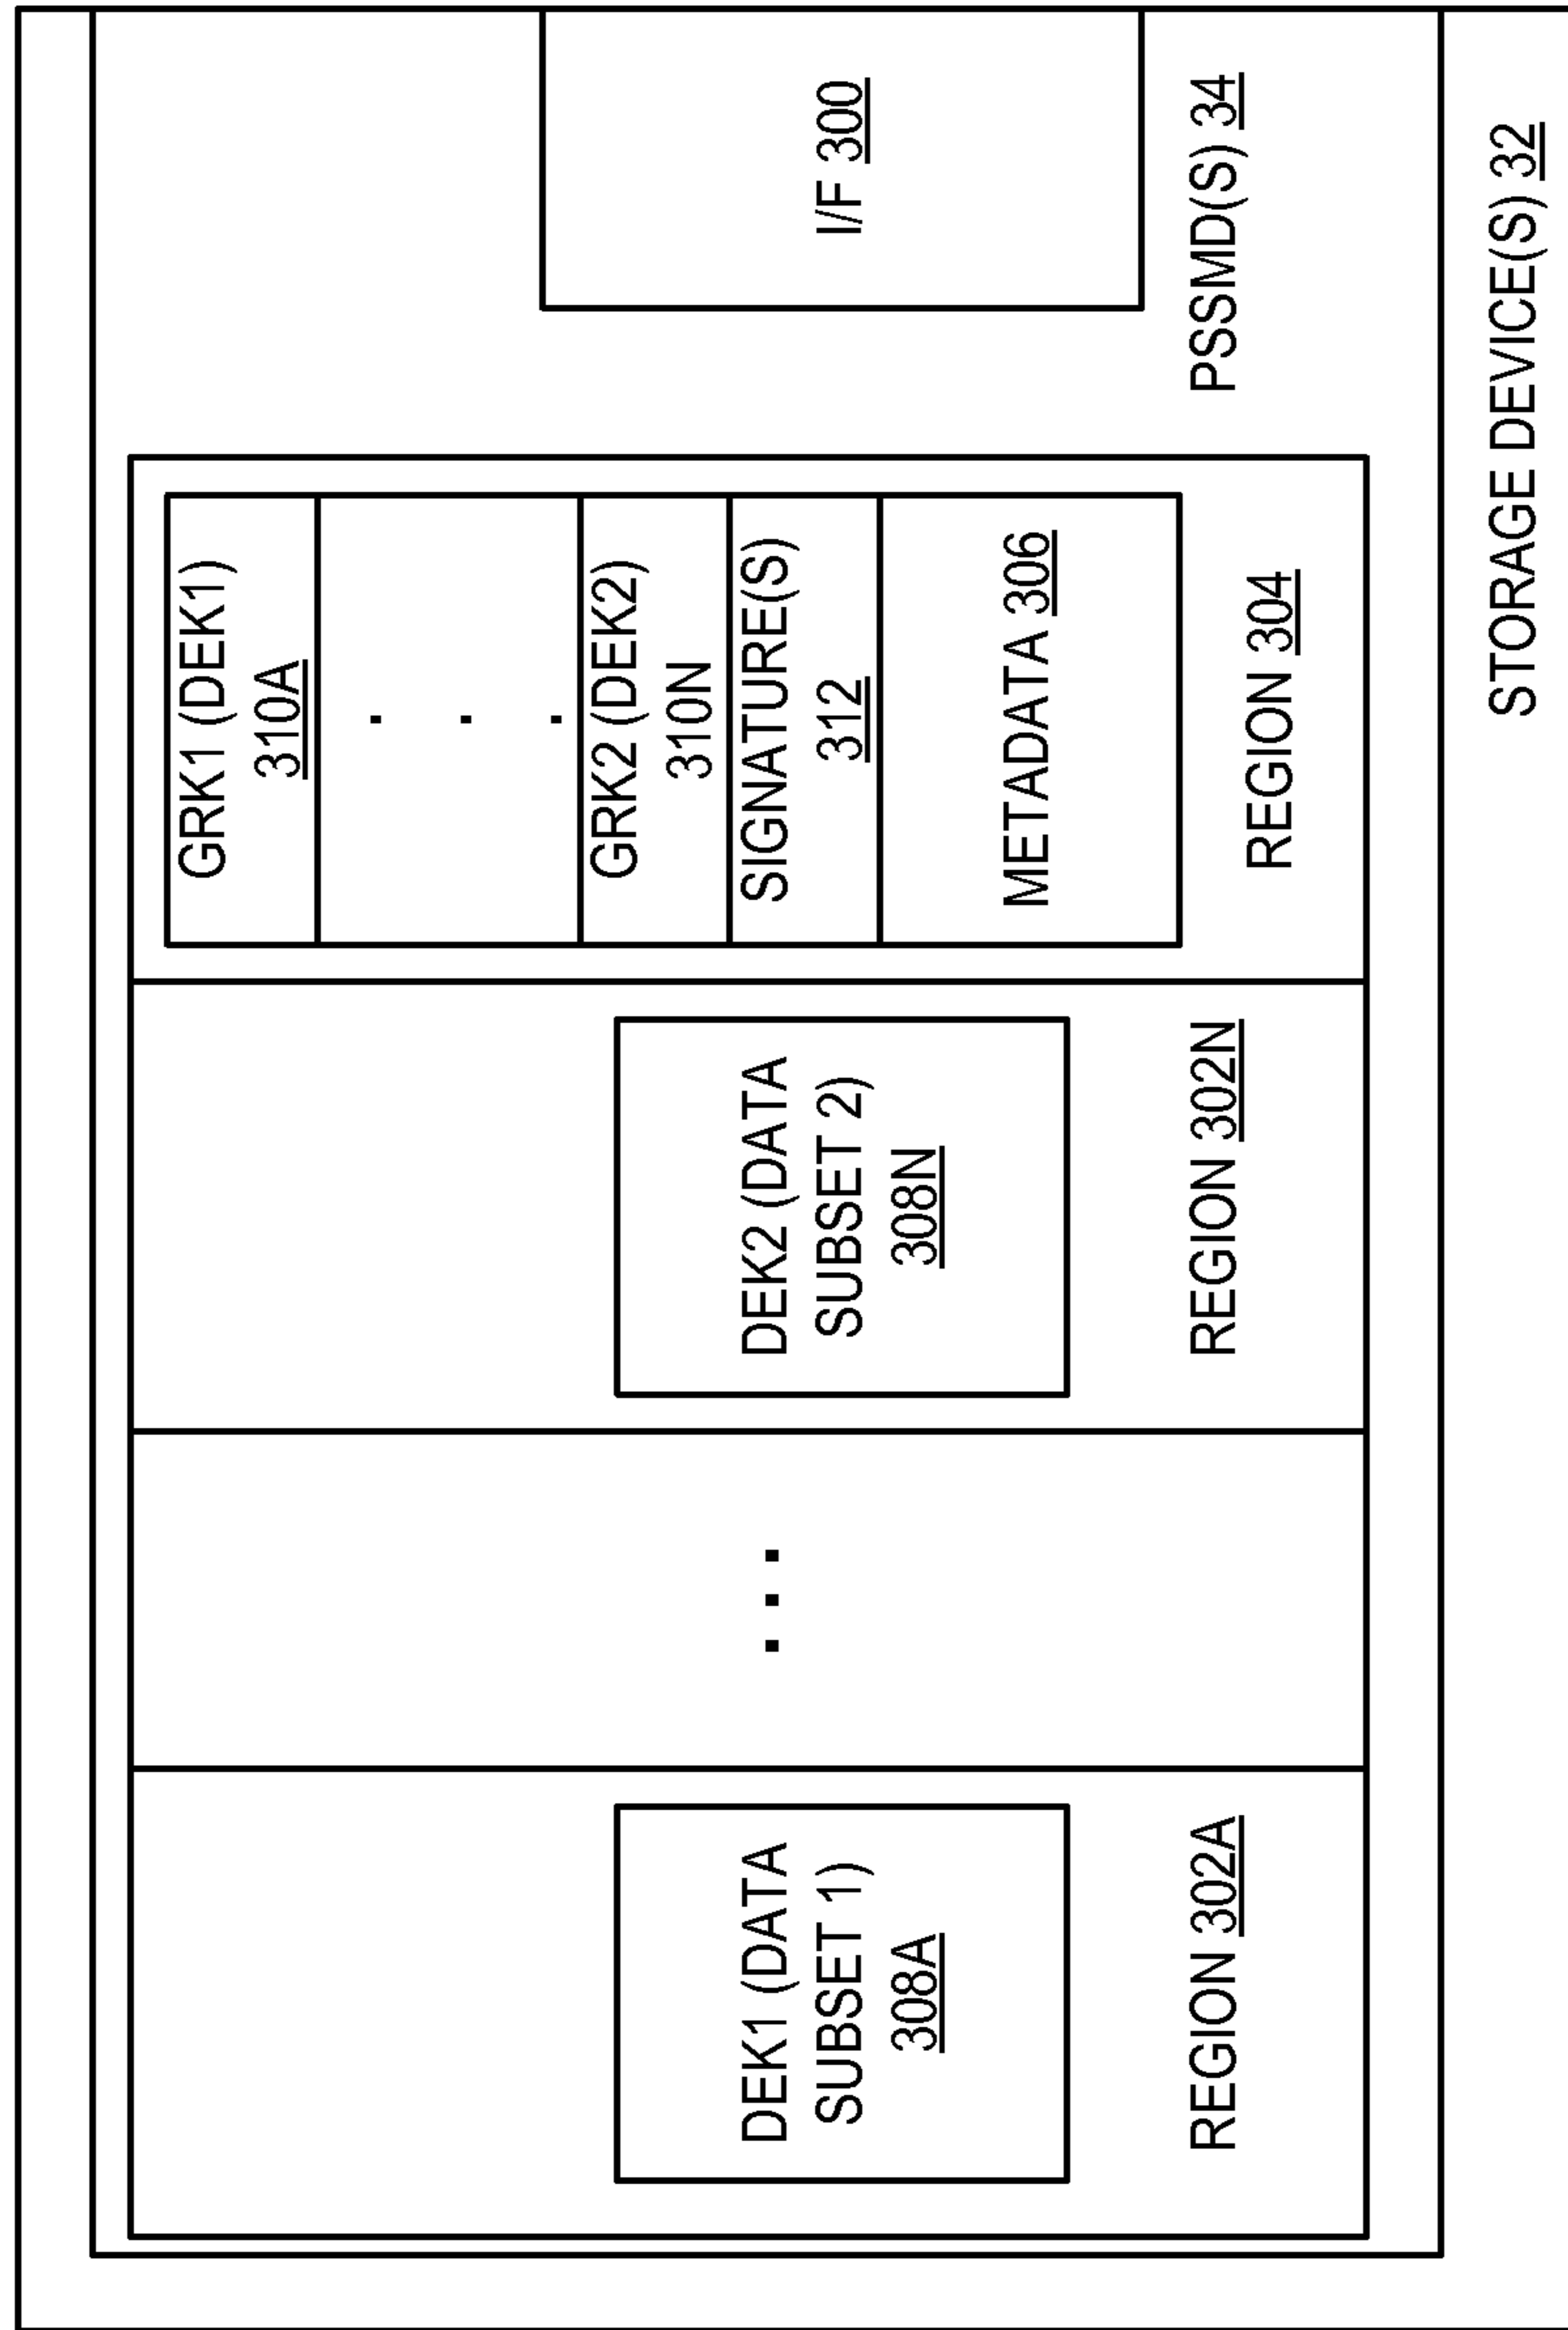 DEK1 (DATA
SUBSET 1)
308A
REGION 302A
. . .
DEK2 (DATA
SUBSET 2)
308N
REGION 302N
GRK1 (DEK1)
310A
. . .
GRK2 (DEK2)
310N
SIGNATURE(S)
312
METADATA 306
REGION 304
I/F 300
PSSMD(S) 34
STORAGE DEVICE(S) 32